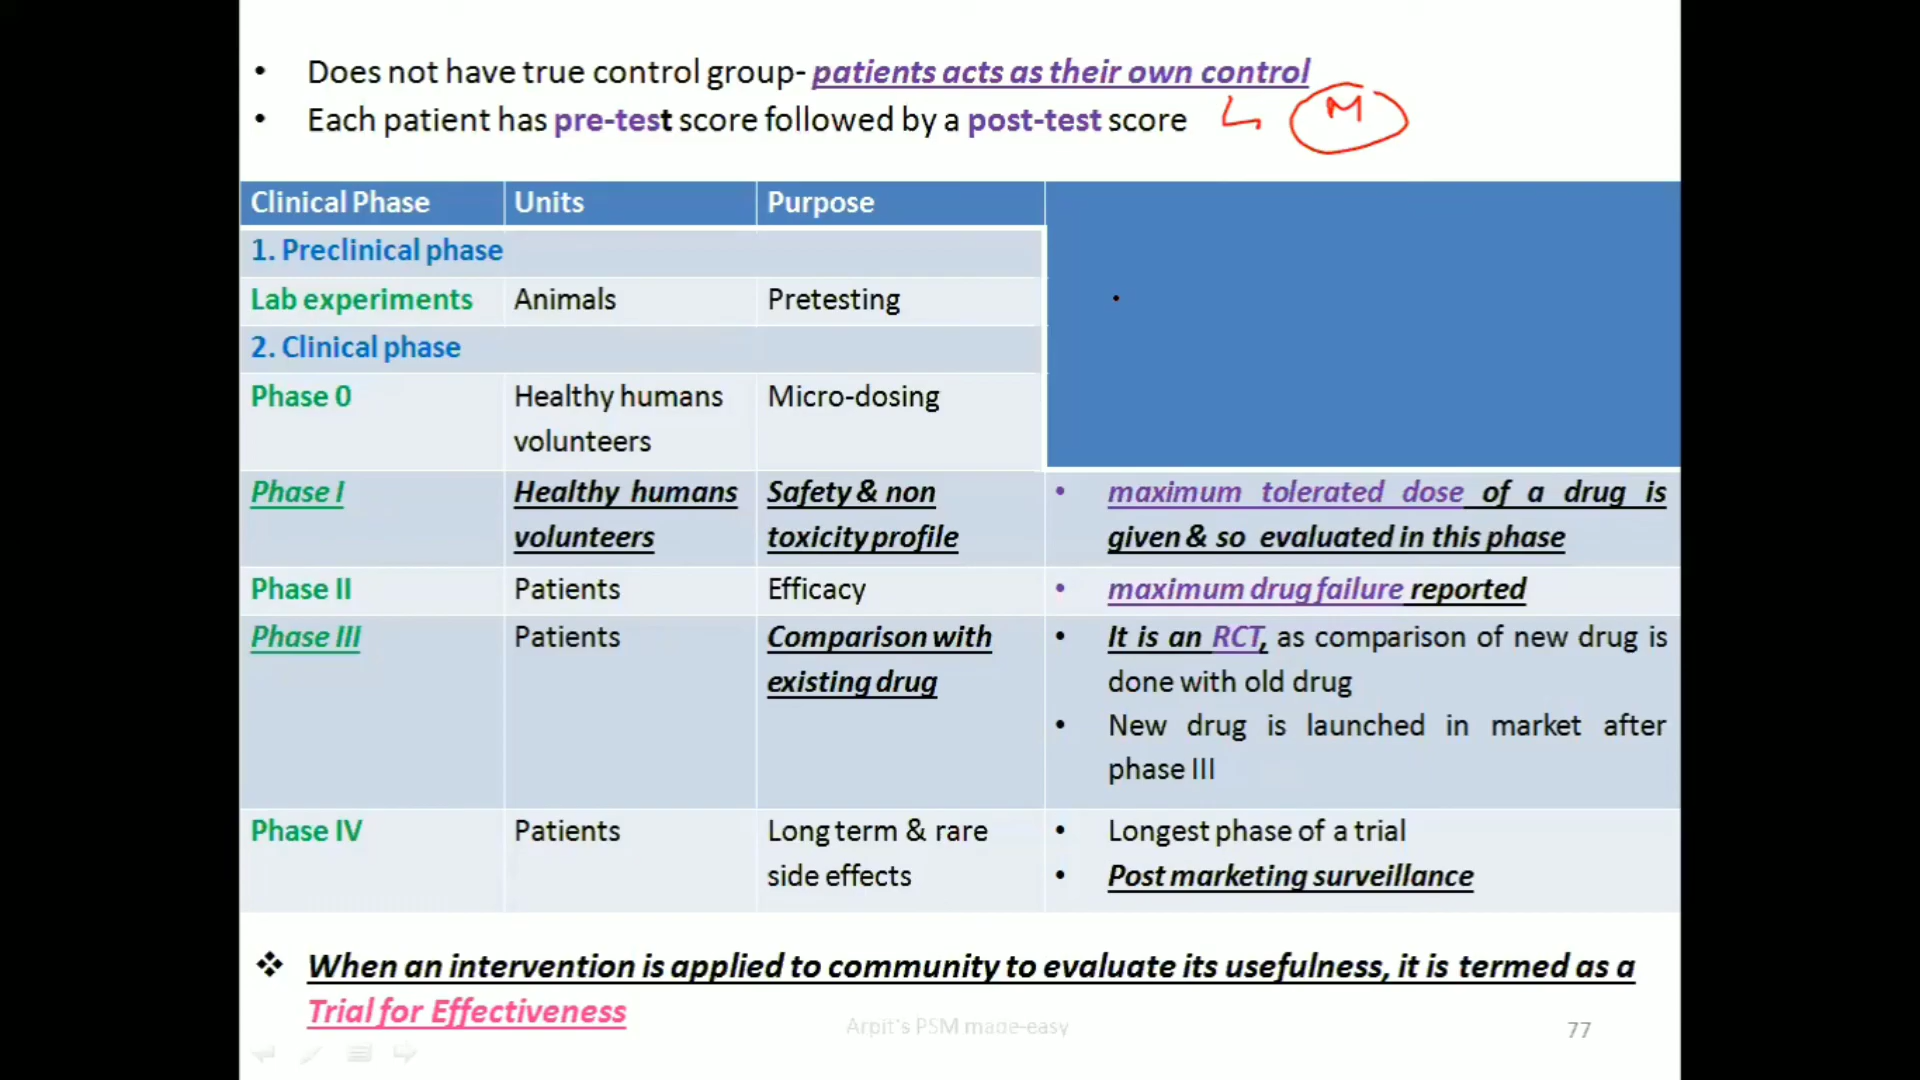 • Does not have true control group- patients acts as their own control
• Each patient has pre-test score followed by a post-test score
M
Clinical Phase Units Purpose
1. Preclinical phase
Lab experiments Animals Pretesting
2. Clinical phase
Phase 0 Healthy humans Micro-dosing
volunteers
Phase I Healthy humans Safety & non • maximum tolerated dose of a drug is
volunteers toxicity profile given & so evaluated in this phase
Phase II Patients Efficacy • maximum drug failure reported
Phase III Patients Comparison with • It is an RCT, as comparison of new drug is
existing drug done with old drug
• New drug is launched in market after
phase III
Phase IV Patients Long term & rare • Longest phase of a trial
side effects • Post marketing surveillance
❖ When an intervention is applied to community to evaluate its usefulness, it is termed as a
Trial for Effectiveness
Arpit's PSM made-easy 77